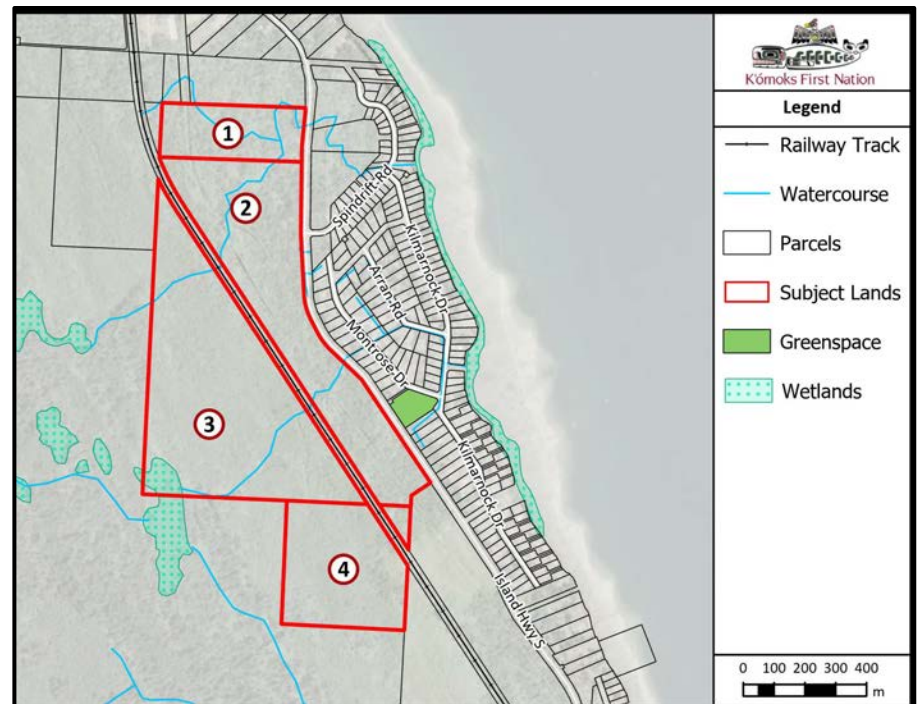 1
2
3
4
Spindrift Rd
Kilmarnock Dr
Arran Rd
Montrose Dr
Kilmarnock Dr
Island Hwy S
K'ómoks First Nation
Legend
Railway Track
Watercourse
Parcels
Subject Lands
Greenspace
Wetlands
0 100 200 300 400
m